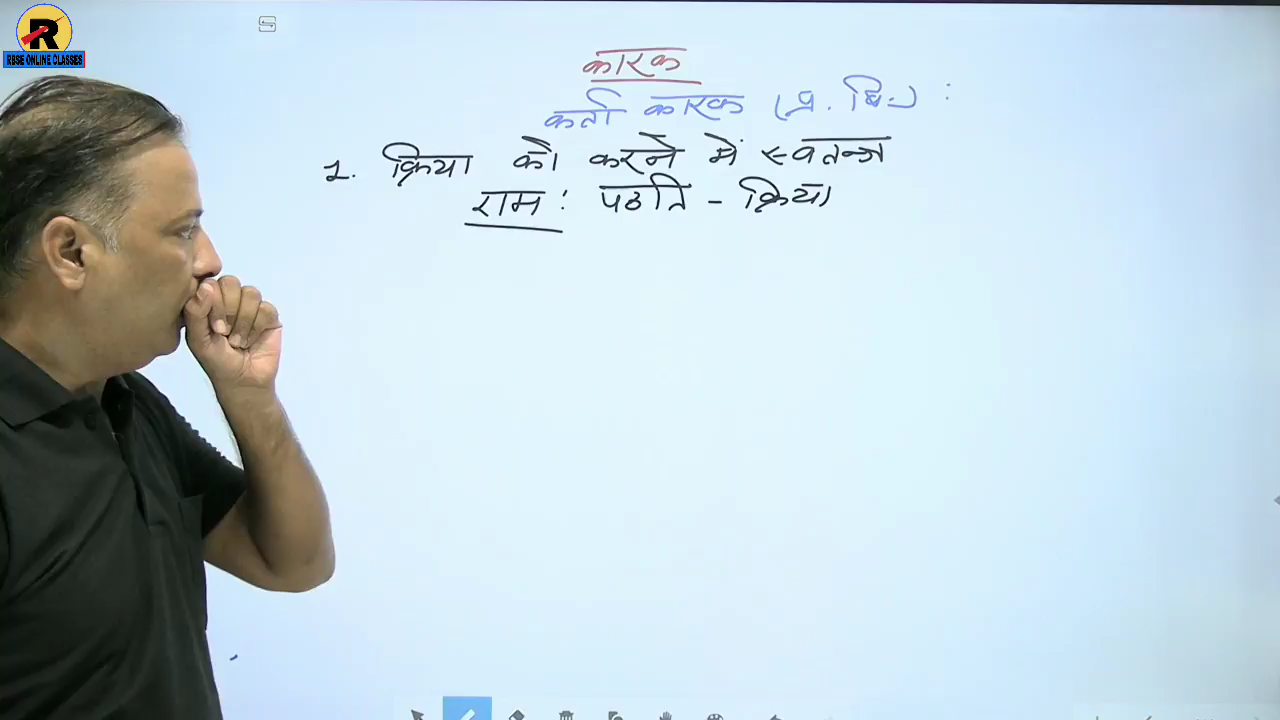 RBSE ONLINE CLASSES
कारक
कर्ता कारक (प्र. वि.) :
1. क्रिया को करने में स्वतन्त्र
रामः पठति - क्रिया